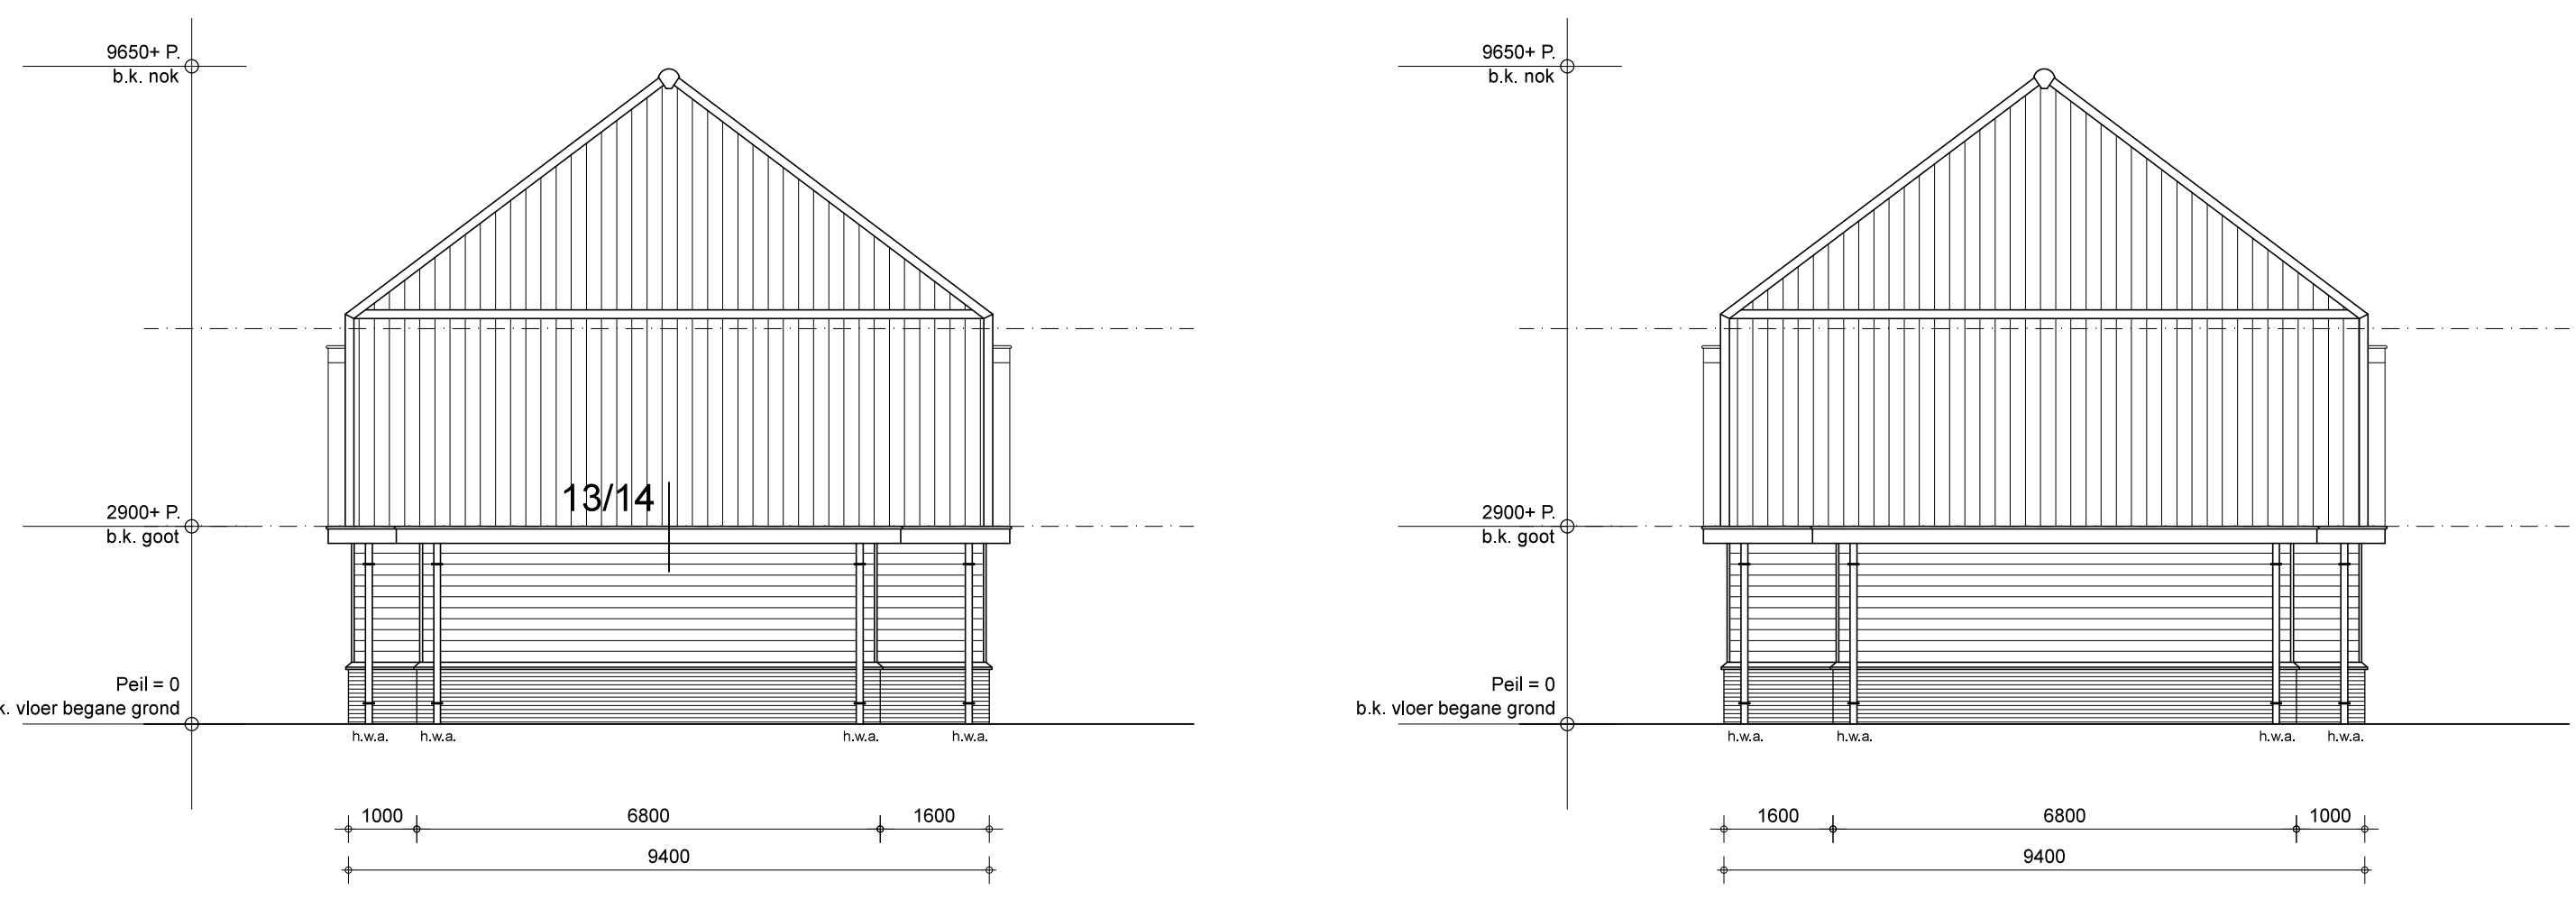 9650+ P.
b.k. nok
13/14
2900+ P.
b.k. goot
Peil = 0
k. vloer begane grond
h.w.a. h.w.a. h.w.a. h.w.a.
1000 6800 1600
9400
9650+ P.
b.k. nok
2900+ P.
b.k. goot
Peil = 0
b.k. vloer begane grond
h.w.a. h.w.a. h.w.a. h.w.a.
1600 6800 1000
9400